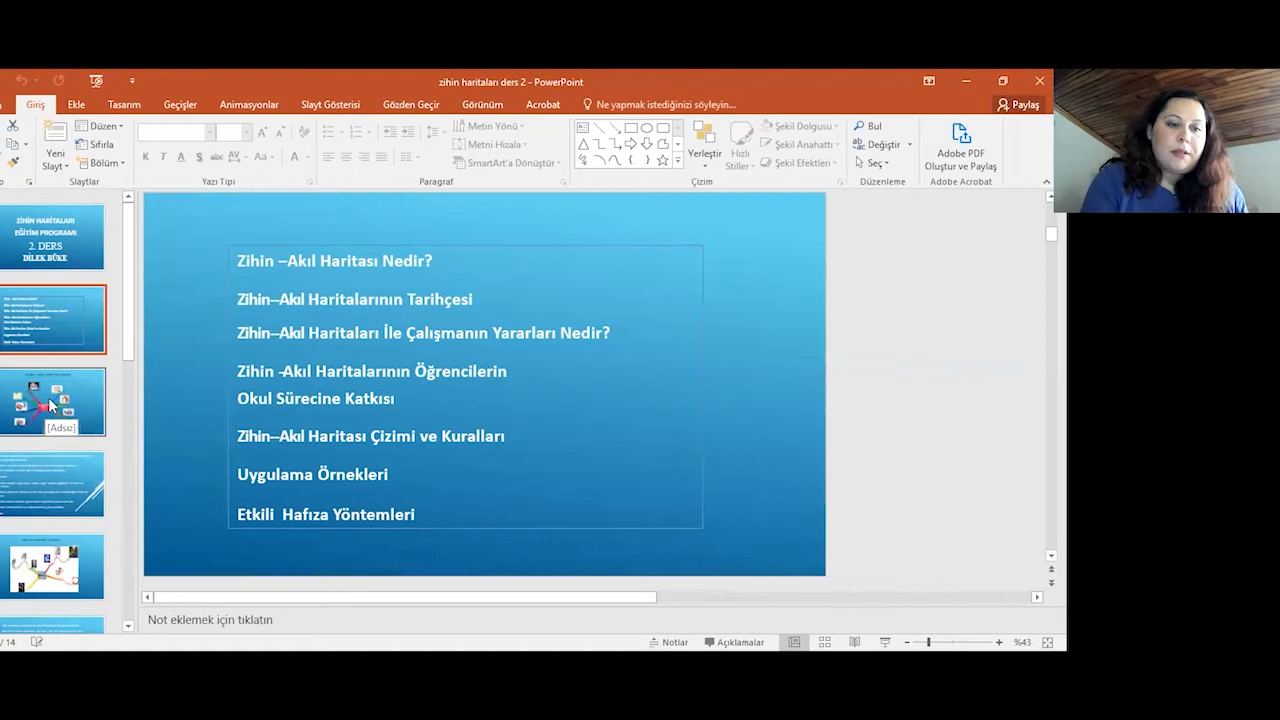 zihin haritaları ders 2 - PowerPoint
Giriş Ekle Tasarım Geçişler Animasyonlar Slayt Gösterisi Gözden Geçir Görünüm Acrobat Ne yapmak istediğinizi söyleyin... Paylaş
Yeni Slayt
Düzen
Sıfırla
Bölüm
Metin Yönü
Metni Hizala
SmartArt'a Dönüştür
Yerleştir
Hızlı Stiller
Şekil Dolgusu
Şekil Anahattı
Şekil Efektleri
Bul
Değiştir
Seç
Adobe PDF
Oluştur ve Paylaş
Slaytlar Yazı Tipi Paragraf Çizim Düzenleme Adobe Acrobat
ZİHİN HARİTALARI
EĞİTİM PROGRAMI
2. DERS
DİLEK BÜKE
[Adsız]
Zihin –Akıl Haritası Nedir?
Zihin–Akıl Haritalarının Tarihçesi
Zihin–Akıl Haritaları İle Çalışmanın Yararları Nedir?
Zihin -Akıl Haritalarının Öğrencilerin
Okul Sürecine Katkısı
Zihin–Akıl Haritası Çizimi ve Kuralları
Uygulama Örnekleri
Etkili Hafıza Yöntemleri
Not eklemek için tıklatın
/ 14 Notlar Açıklamalar %43